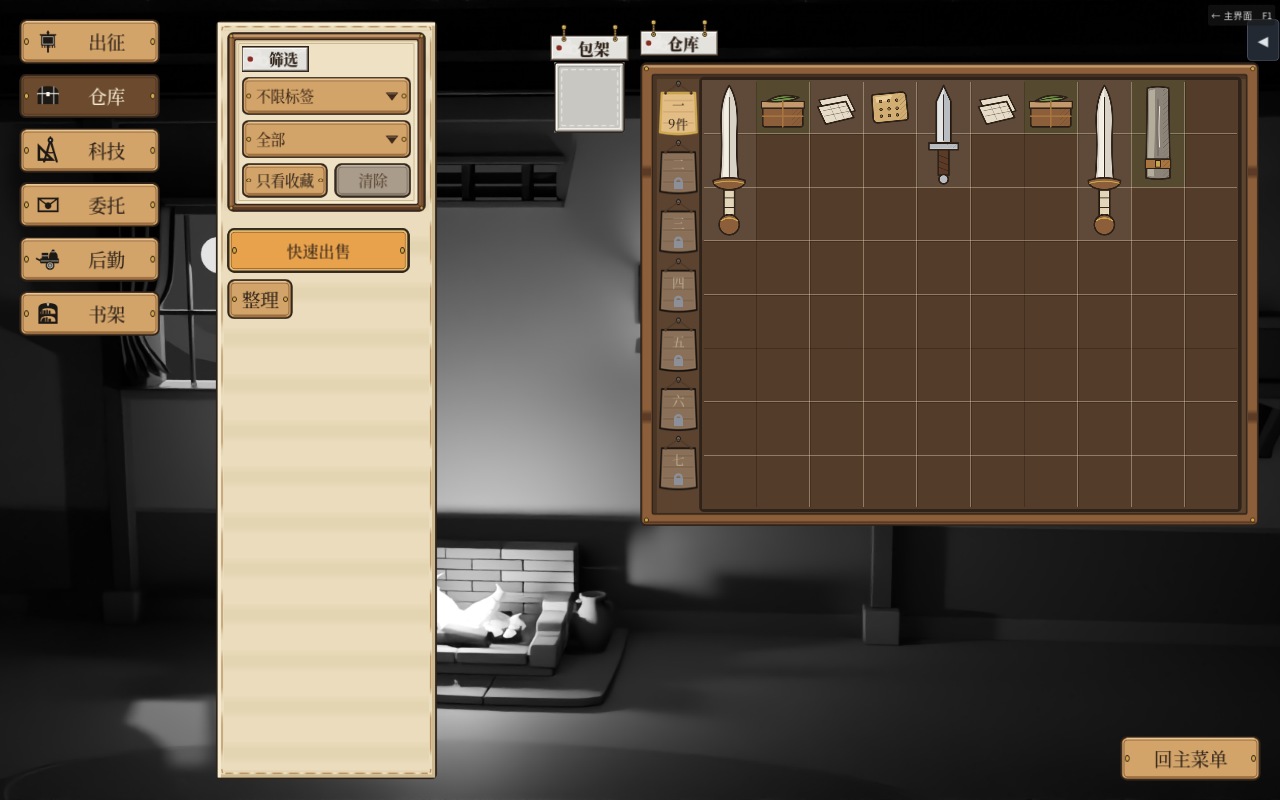 出征
仓库
科技
委托
后勤
书架
筛选
不限标签
全部
只看收藏
清除
快速出售
整理
包架
仓库
← 主界面 F1
一
9件
二
三
四
五
六
七
回主菜单